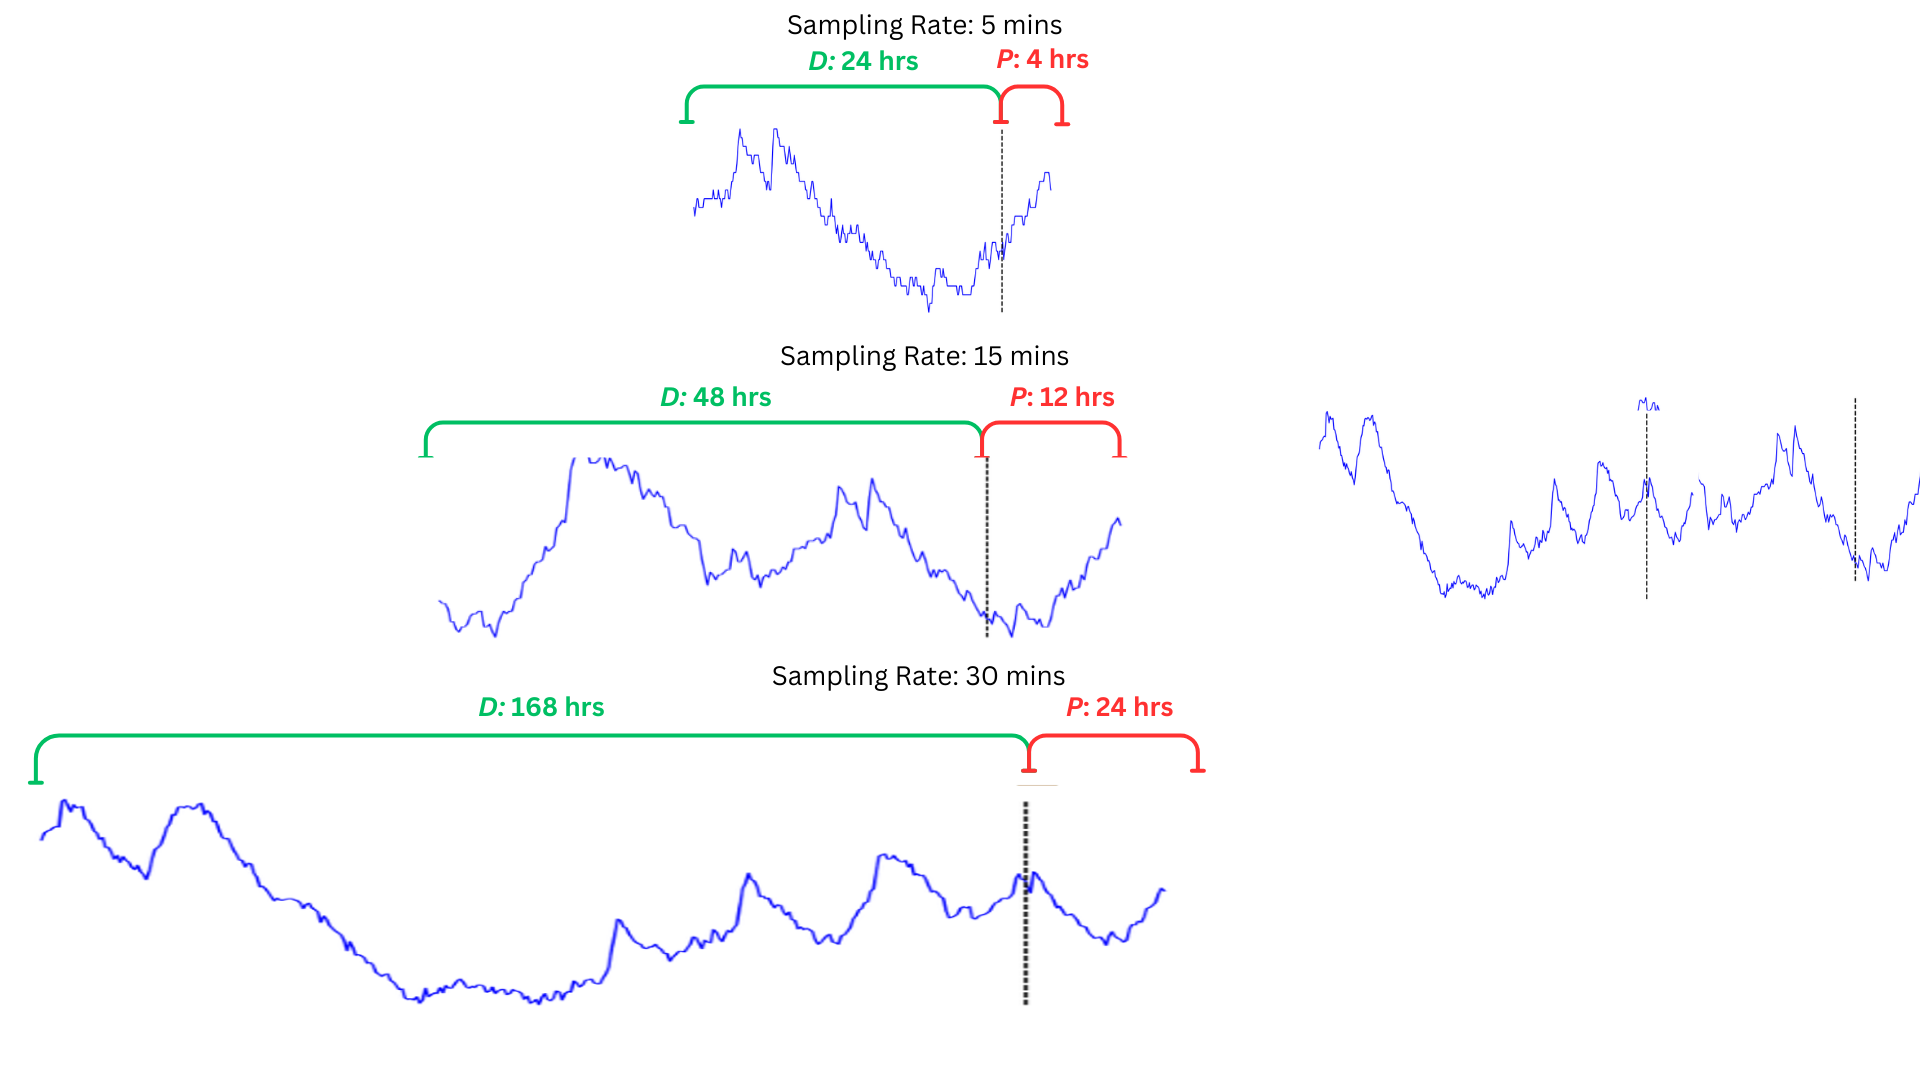 Sampling Rate: 5 mins
D: 24 hrs
P: 4 hrs
Sampling Rate: 15 mins
D: 48 hrs
P: 12 hrs
Sampling Rate: 30 mins
D: 168 hrs
P: 24 hrs